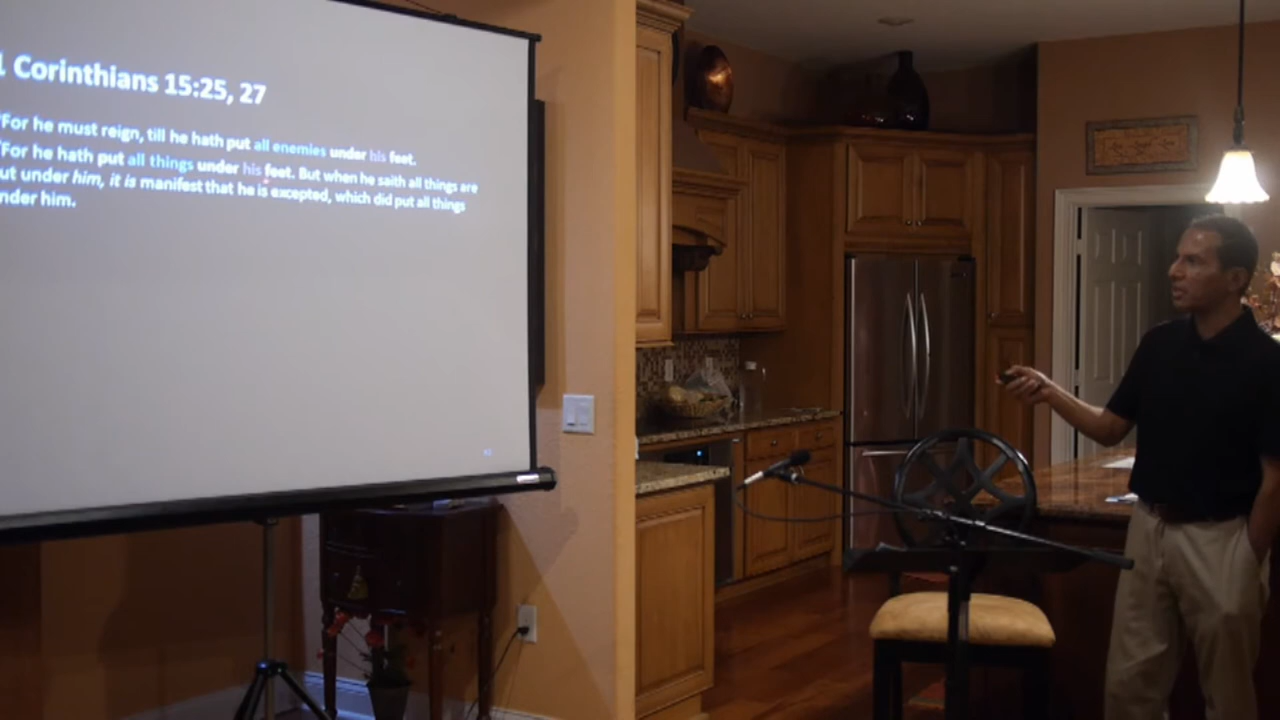 1 Corinthians 15:25, 27
"For he must reign, till he hath put all enemies under his feet.
"For he hath put all things under his feet. But when he saith all things are
ut under him, it is manifest that he is excepted, which did put all things
nder him.